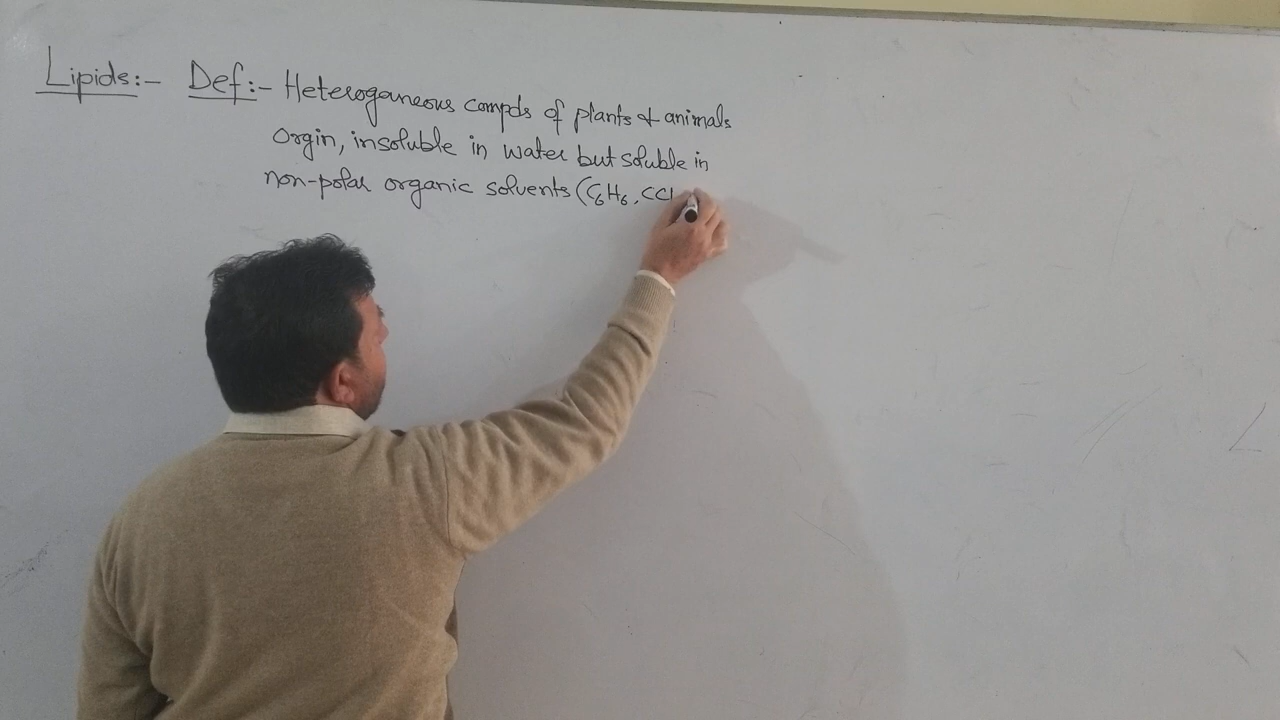 Lipids:- Def:- Heterogameous compds of plants & animals
Orgin, insoluble in water but soluble in
non-polar organic solvents (C₆H₆, CCl